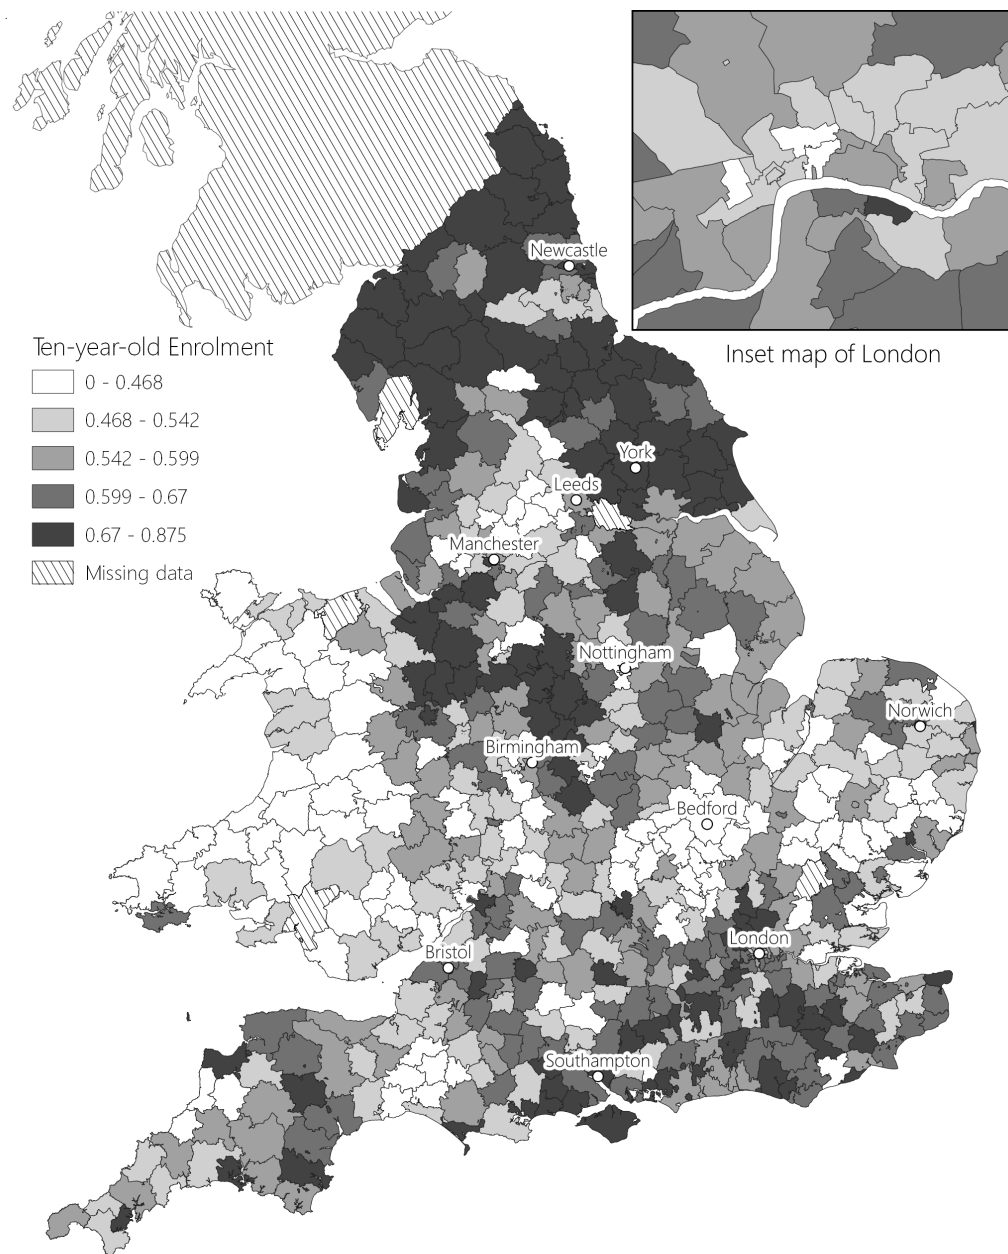 Newcastle
Ten-year-old Enrolment
0 - 0.468
0.468 - 0.542
0.542 - 0.599
0.599 - 0.67
0.67 - 0.875
Missing data
Inset map of London
York
Leeds
Manchester
Nottingham
Norwich
Birmingham
Bedford
London
Bristol
Southampton